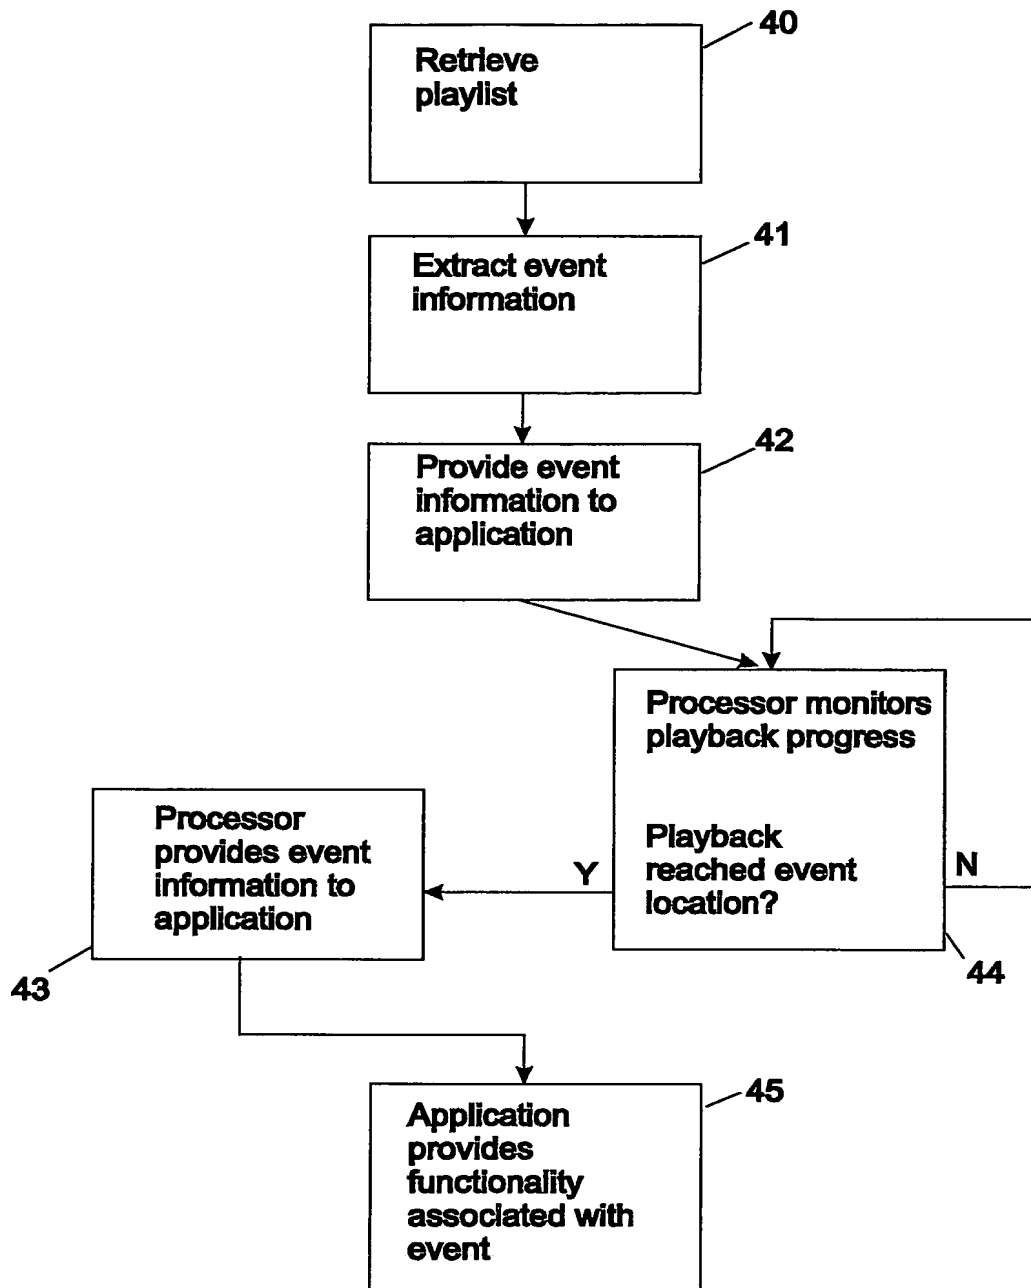 40
Retrieve
playlist
41
Extract event
information
42
Provide event
information to
application
Processor monitors
playback progress
Playback
reached event
location?
Y
N
44
Processor
provides event
information to
application
43
45
Application
provides
functionality
associated with
event